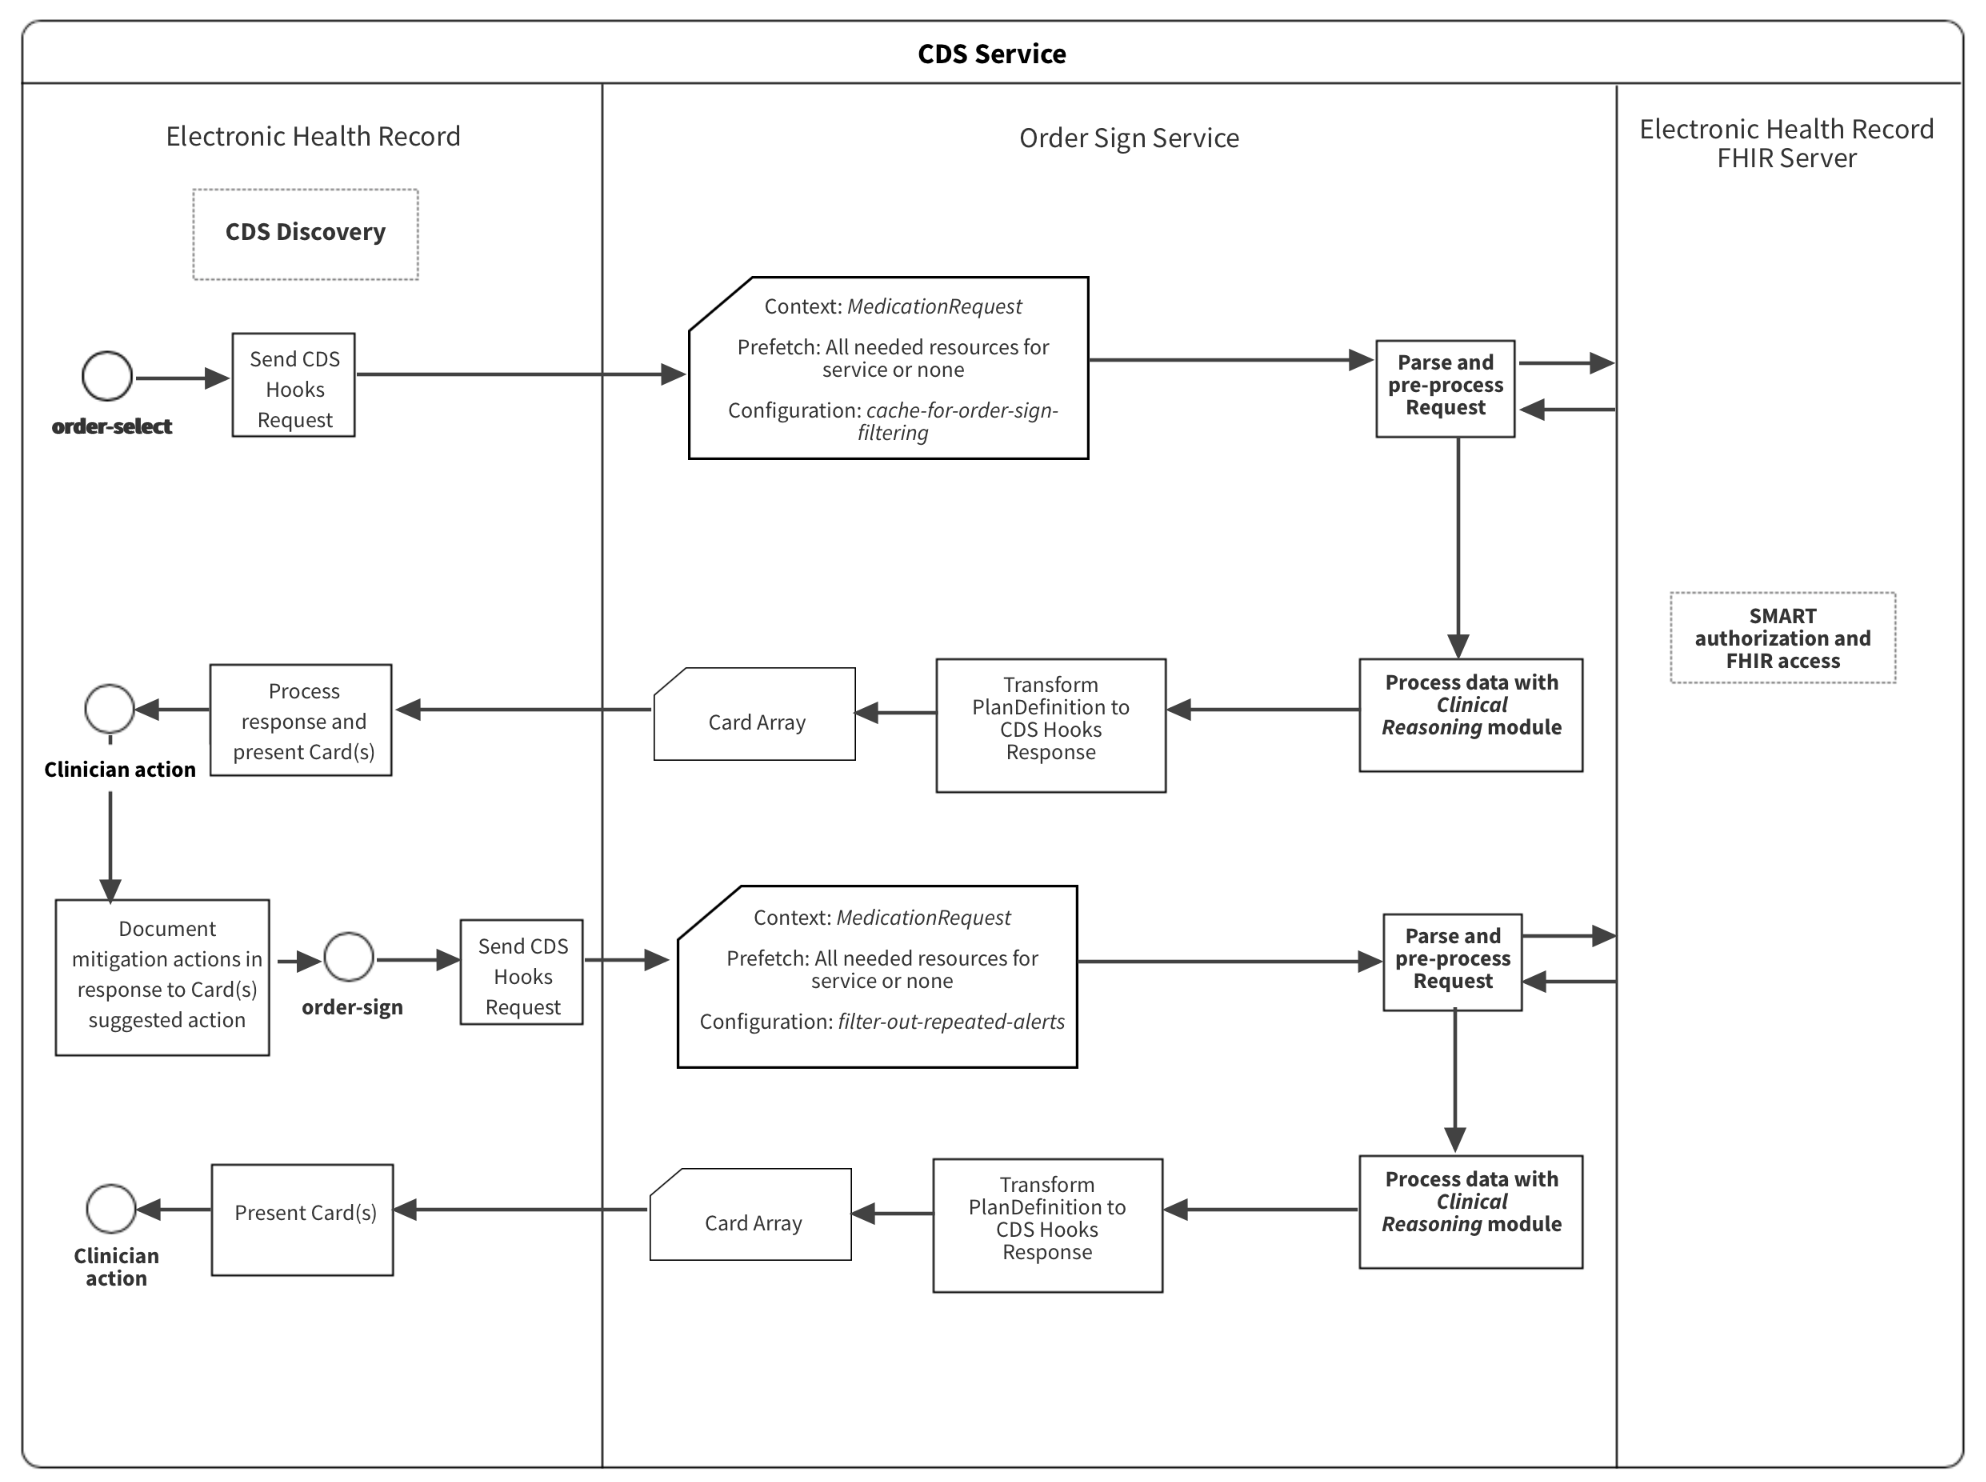 CDS Service
Electronic Health Record
Order Sign Service
Electronic Health Record
FHIR Server
CDS Discovery
order-select
Send CDS
Hooks
Request
Context: MedicationRequest
Prefetch: All needed resources for
service or none
Configuration: cache-for-order-sign-
filtering
Parse and
pre-process
Request
SMART
authorization and
FHIR access
Process data with
Clinical
Reasoning module
Transform
PlanDefinition to
CDS Hooks
Response
Card Array
Process
response and
present Card(s)
Clinician action
Document
mitigation actions in
response to Card(s)
suggested action
order-sign
Send CDS
Hooks
Request
Context: MedicationRequest
Prefetch: All needed resources for
service or none
Configuration: filter-out-repeated-alerts
Parse and
pre-process
Request
Process data with
Clinical
Reasoning module
Transform
PlanDefinition to
CDS Hooks
Response
Card Array
Present Card(s)
Clinician
action